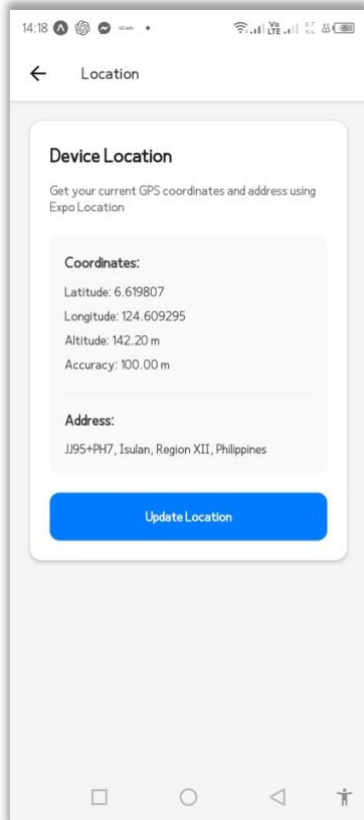 14:18
Location
Device Location
Get your current GPS coordinates and address using
Expo Location
Coordinates:
Latitude: 6.619807
Longitude: 124.609295
Altitude: 142.20 m
Accuracy: 100.00 m
Address:
JJ95+PH7, Isulan, Region XII, Philippines
Update Location